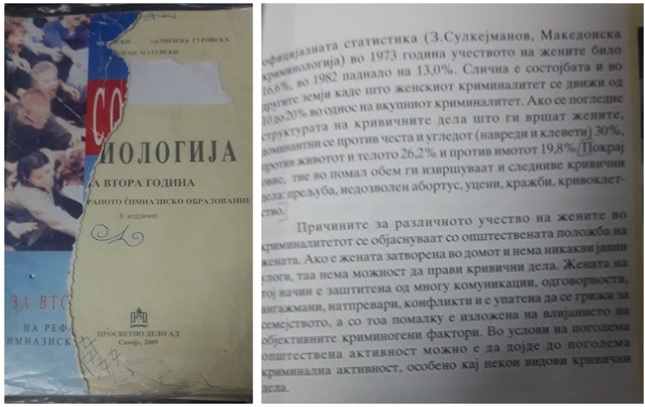 МИЛЕВА ЃУРОВСКА
СО
ИОЛОГИЈА
ЗА ВТОРА ГОДИНА
РАНОТО ГИМНАЗИСКО ОБРАЗОВАНИЕ
II издание
ЗА ВТО
НА РЕФ
ИМНАЗИСК
ПРОСВЕТНО ДЕЛО АД
Скопје, 2009
официјалната статистика (З.Сулкејманов, Македонска
криминологија) во 1973 година учеството на жените било
16,6%, во 1982 паднало на 13,0%. Слична е состојбата и во
другите земји каде што женскиот криминалитет се движи од
10 до 20% во однос на вкупниот криминалитет. Ако се погледне
структурата на кривичните дела што ги вршат жените,
доминантни се против честа и угледот (навреди и клевети) 30%,
против животот и телото 26,2% и против имотот 19,8%. Покрај
овие, тие во помал обем ги извршуваат и следниве кривични
дела: прељуба, недозволен абортус, уцени, кражби, кривоклет-
ство.
Причините за различното учество на жените во
криминалитетот се објаснуваат со општествената положба на
жената. Ако е жената затворена во домот и нема никакви јавни
улоги, таа нема можност да прави кривични дела. Жената на
тој начин е заштитена од многу комуникации, одговорности,
ангажмани, натпревари, конфликти и е упатена да се грижи за
семејството, а со тоа помалку е изложена на влијанието на
објективните криминогени фактори. Во услови на поголема
општествена активност можно е да дојде до поголема
криминална активност, особено кај некои видови кривични
дела.